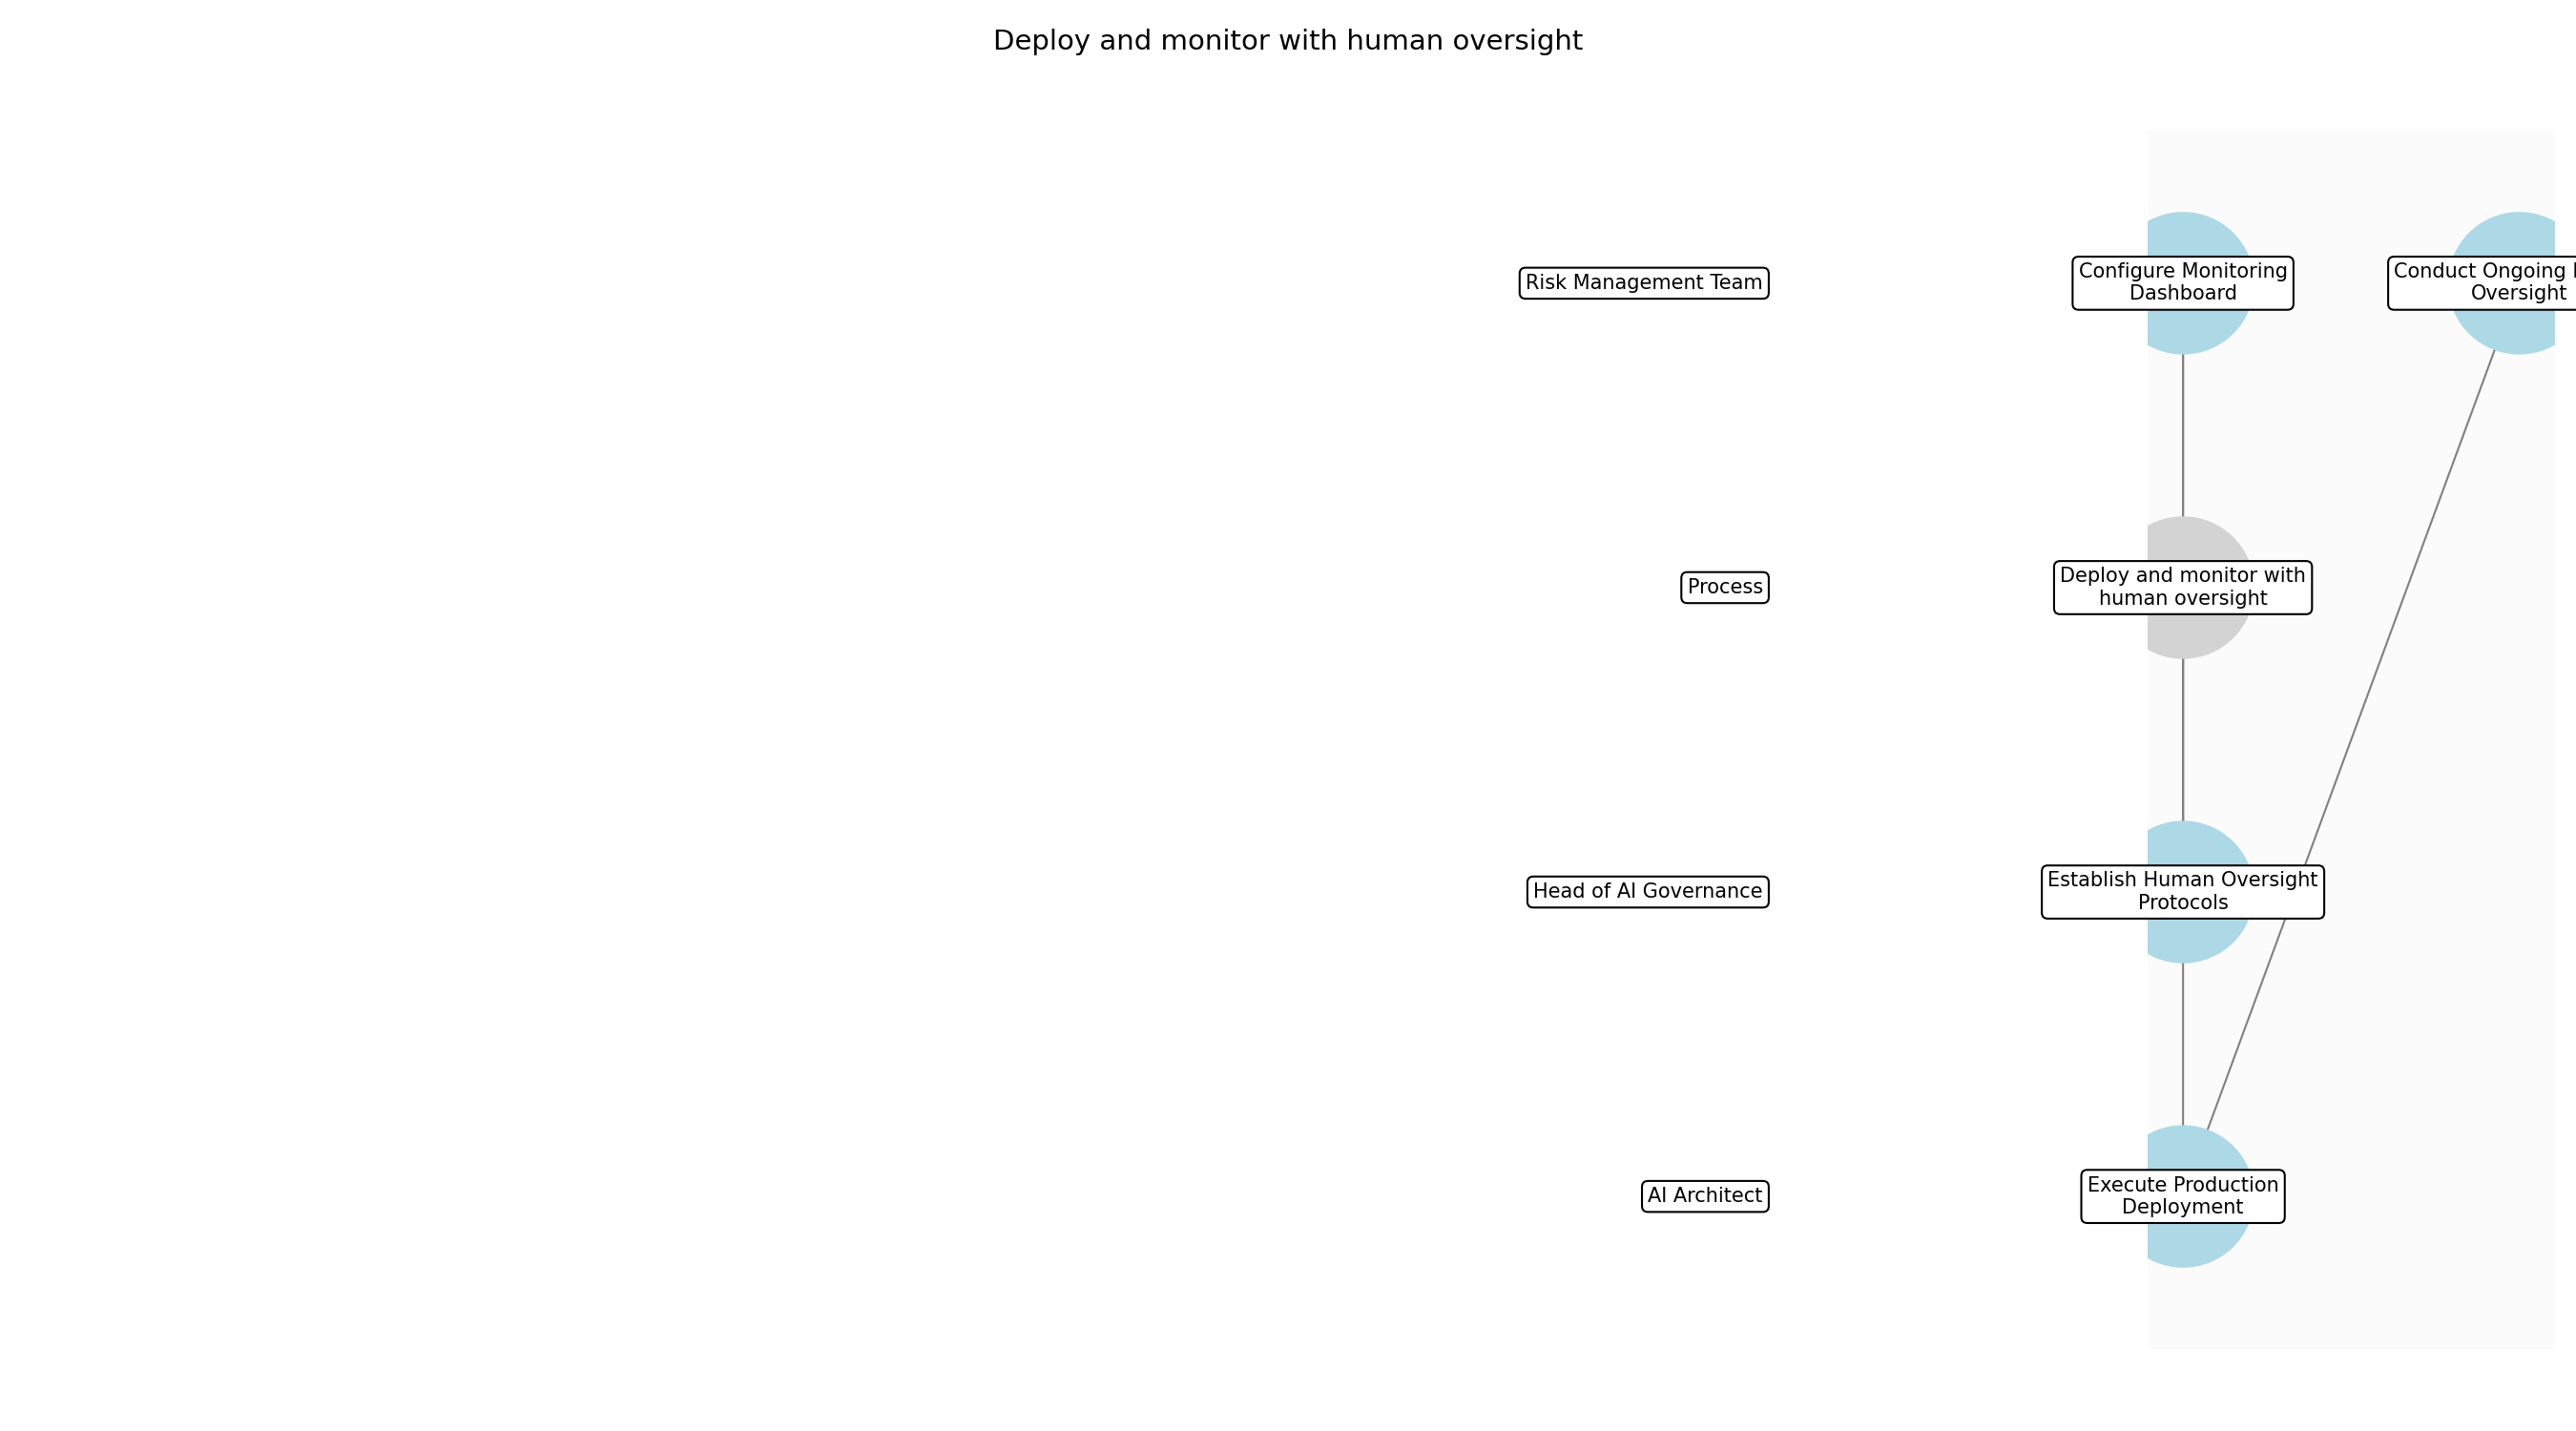 Deploy and monitor with human oversight
Risk Management Team
Configure Monitoring
Dashboard
Conduct Ongoing
Oversight
Process
Deploy and monitor with
human oversight
Head of AI Governance
Establish Human Oversight
Protocols
AI Architect
Execute Production
Deployment